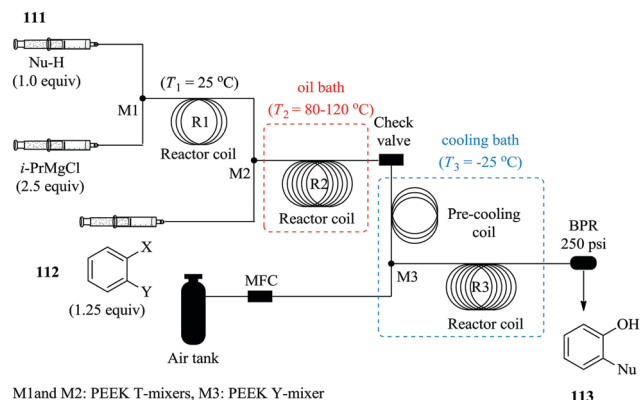 111
Nu-H
(1.0 equiv)
M1
(T1 = 25 °C)
R1
Reactor coil
i-PrMgCl
(2.5 equiv)
M2
oil bath
(T2 = 80-120 °C)
R2
Reactor coil
Check
valve
cooling bath
(T3 = -25 °C)
Pre-cooling
coil
BPR
250 psi
112
X
Y
(1.25 equiv)
MFC
Air tank
M3
R3
Reactor coil
OH
Nu
113
M1and M2: PEEK T-mixers, M3: PEEK Y-mixer